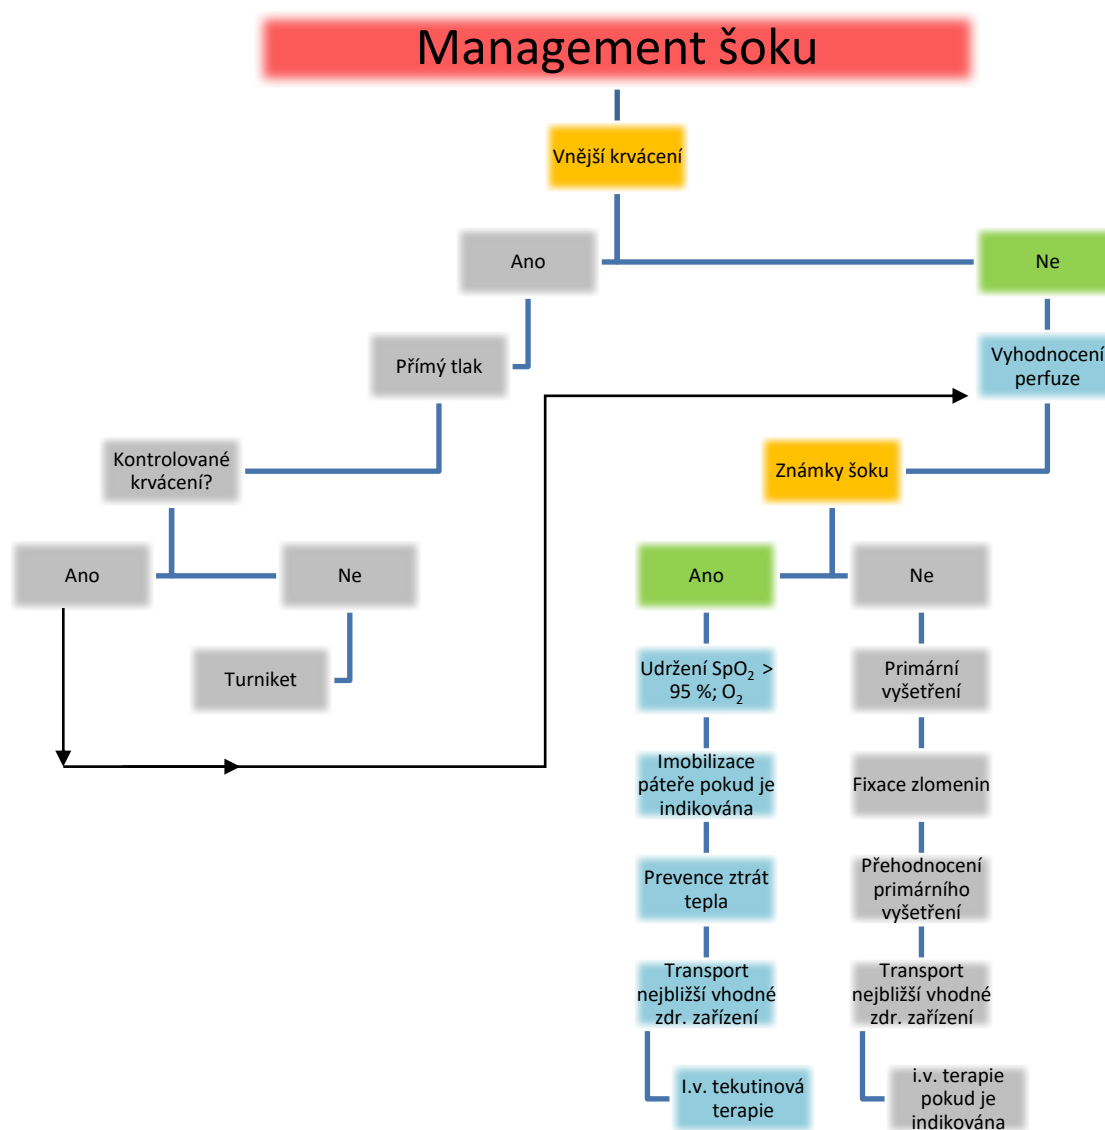 Management šoku
Vnější krvácení
Ano
Ne
Přímý tlak
Vyhodnocení
perfuze
Kontrolované
krvácení?
Známky šoku
Ano
Ne
Ano
Ne
Turniket
Udržení SpO₂ >
95 %; O₂
Primární
vyšetření
Imobilizace
páteře pokud je
indikována
Fixace zlomenin
Prevence ztrát
tepla
Přehodnocení
primárního
vyšetření
Transport
nejbližší vhodné
zdr. zařízení
Transport
nejbližší vhodné
zdr. zařízení
I.v. tekutinová
terapie
i.v. terapie
pokud je
indikována